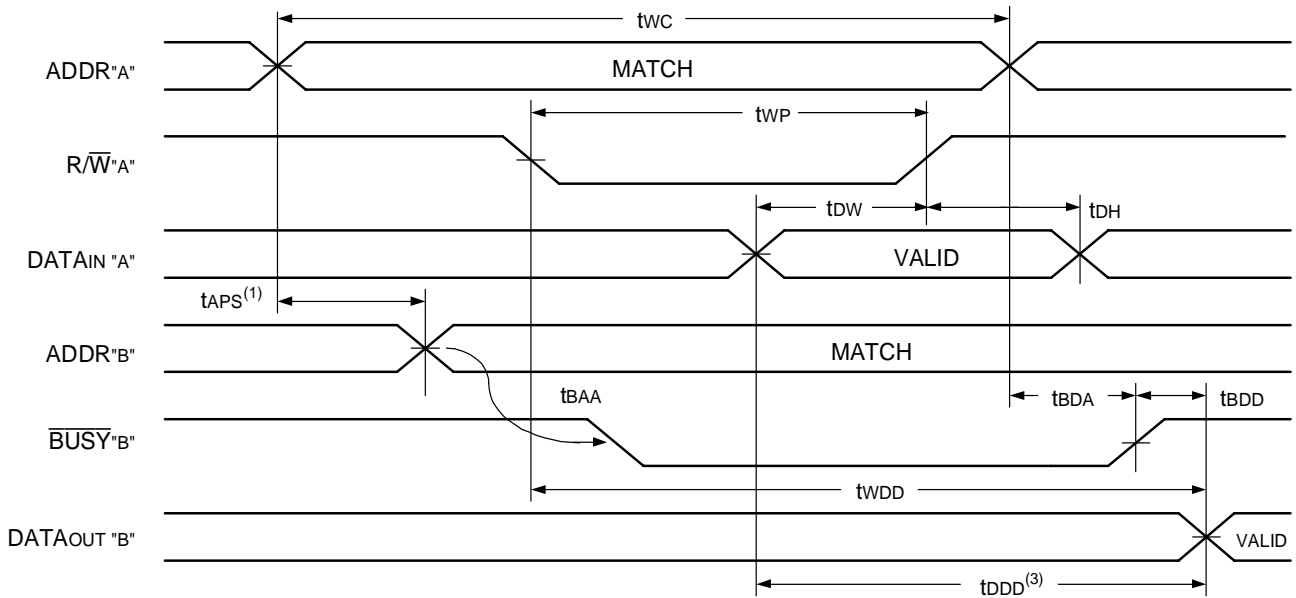 tWC
ADDR"A"
MATCH
tWP
R/W̅"A"
tDW
tDH
DATAIN "A"
VALID
tAPS(1)
ADDR"B"
MATCH
tBAA
tBDA
tBDD
B̅U̅S̅Y̅"B"
tWDD
DATAOUT "B"
VALID
tDDD(3)